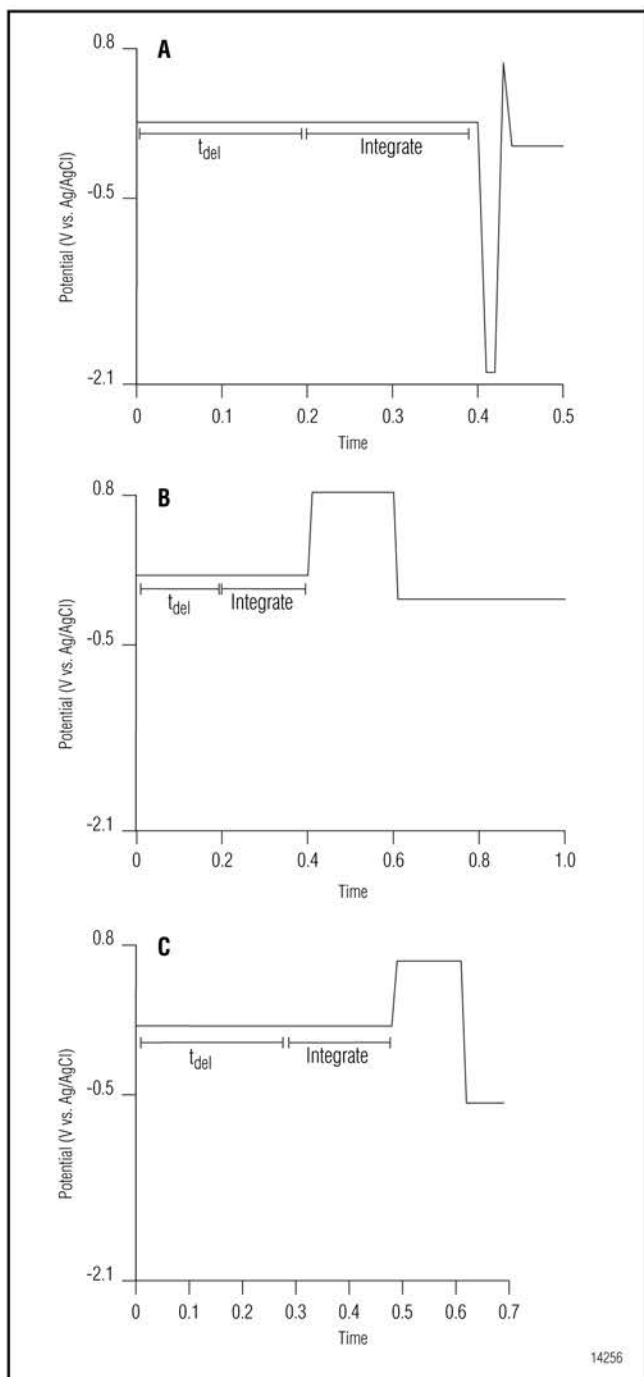 A
0.8
-0.5
-2.1
Potential (V vs. Ag/AgCl)
tdel
Integrate
0 0.1 0.2 0.3 0.4 0.5
Time
B
0.8
-0.5
-2.1
Potential (V vs. Ag/AgCl)
tdel
Integrate
0 0.2 0.4 0.6 0.8 1.0
Time
C
0.8
-0.5
-2.1
Potential (V vs. Ag/AgCl)
tdel
Integrate
0 0.1 0.2 0.3 0.4 0.5 0.6 0.7
Time
14256